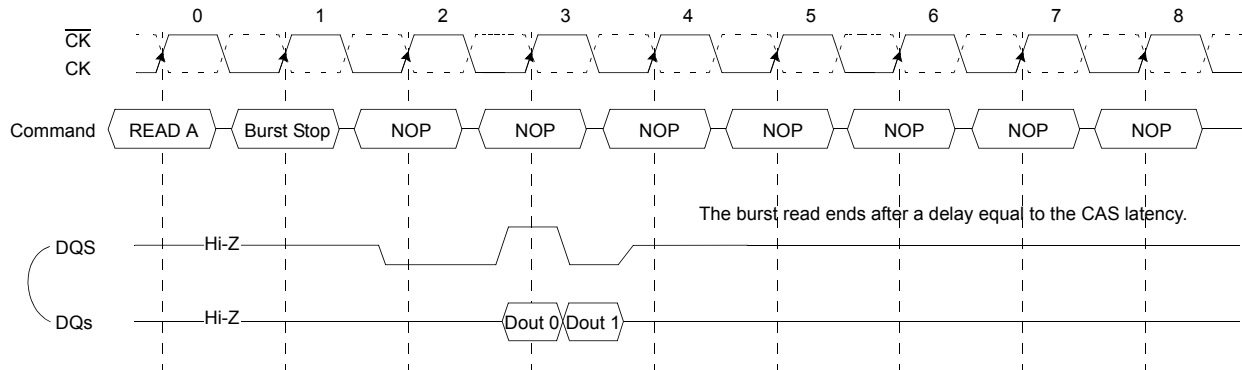 0 1 2 3 4 5 6 7 8
CK
CK
Command READ A Burst Stop NOP NOP NOP NOP NOP NOP NOP
The burst read ends after a delay equal to the CAS latency.
DQS Hi-Z
DQs Hi-Z Dout 0 Dout 1